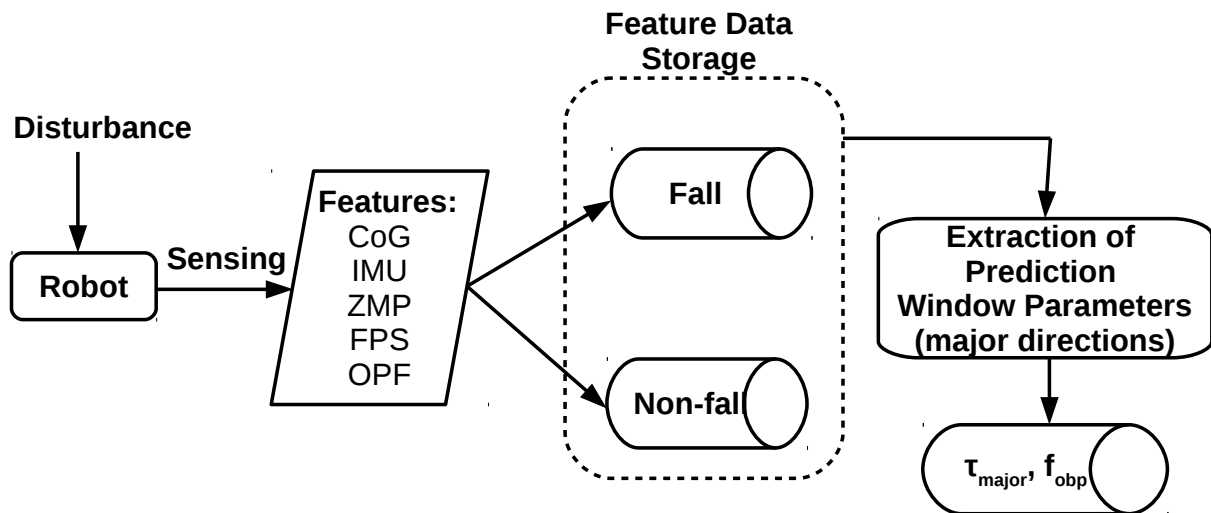 Disturbance
Robot
Sensing
Features:
CoG
IMU
ZMP
FPS
OPF
Feature Data
Storage
Fall
Non-fall
Extraction of
Prediction
Window Parameters
(major directions)
τmajor, fobp